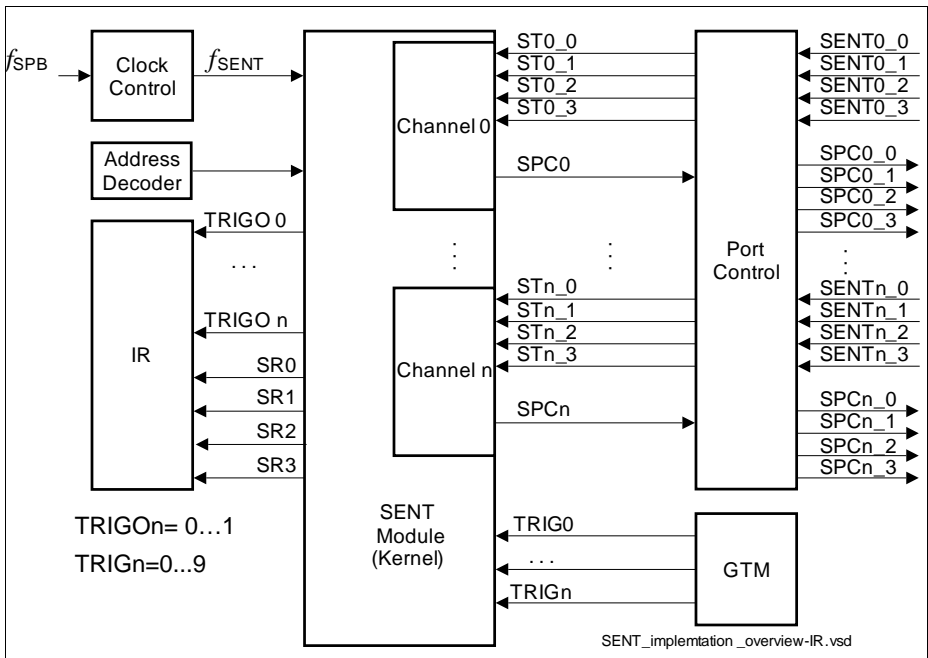 fSPB
Clock
Control
fSENT
Address
Decoder
TRIGO 0
. . .
TRIGO n
IR
SR0
SR1
SR2
SR3
TRIGOn= 0…1
TRIGn=0...9
Channel 0
Channel n
SENT
Module
(Kernel)
ST0_0
ST0_1
ST0_2
ST0_3
SPC0
STn_0
STn_1
STn_2
STn_3
SPCn
TRIG0
. . .
TRIGn
Port
Control
GTM
SENT0_0
SENT0_1
SENT0_2
SENT0_3
SPC0_0
SPC0_1
SPC0_2
SPC0_3
SENTn_0
SENTn_1
SENTn_2
SENTn_3
SPCn_0
SPCn_1
SPCn_2
SPCn_3
SENT_implemtation _overview-IR.vsd